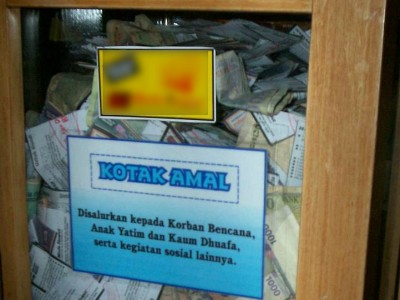 KOTAK AMAL
Disalurkan kepada Korban Bencana,
Anak Yatim dan Kaum Dhuafa,
serta kegiatan sosial lainnya.